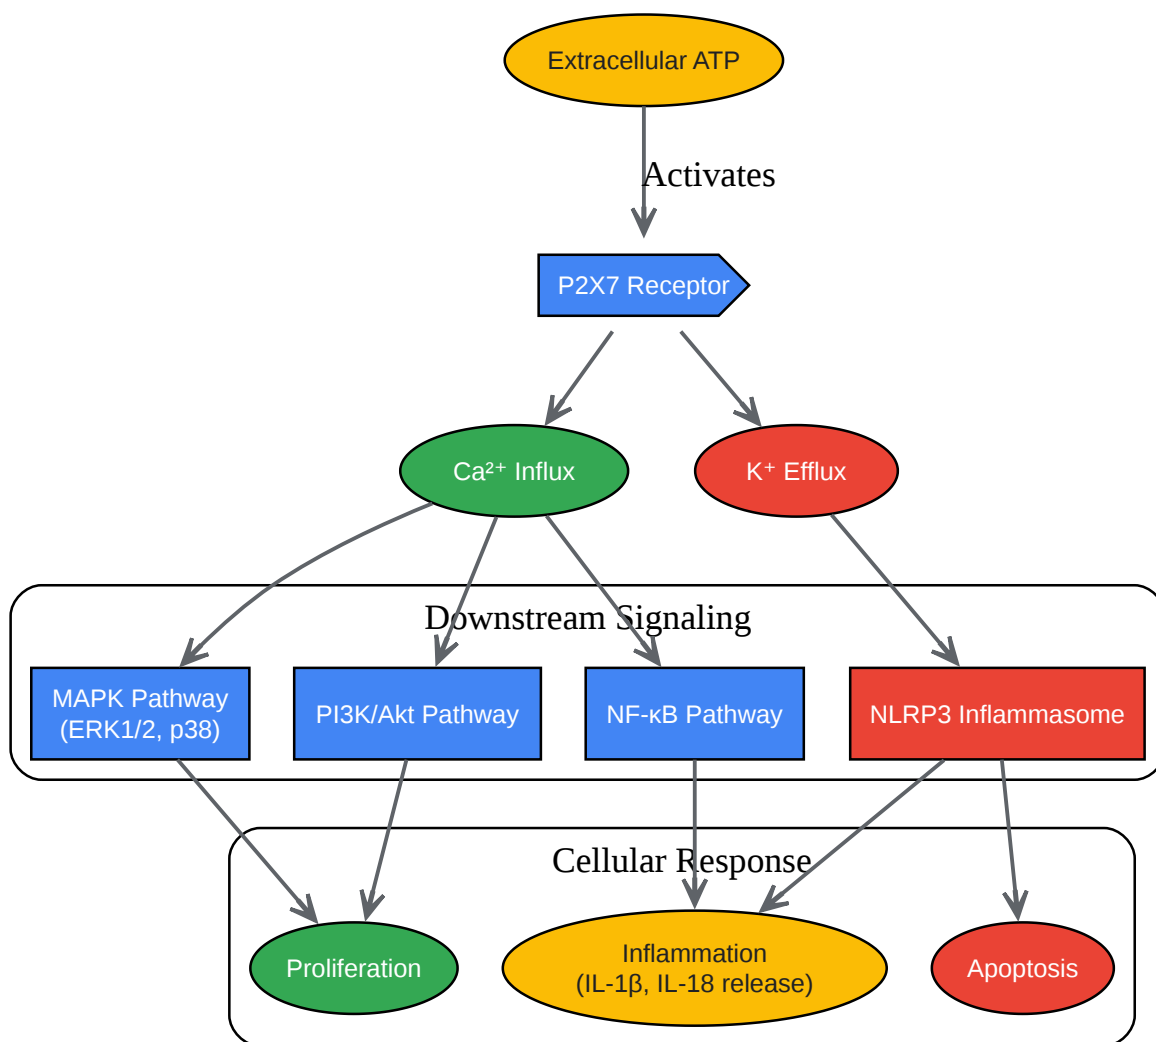 Extracellular ATP
Activates
P2X7 Receptor
Ca²⁺ Influx
K⁺ Efflux
Downstream Signaling
MAPK Pathway
(ERK1/2, p38)
PI3K/Akt Pathway
NF-κB Pathway
NLRP3 Inflammasome
Cellular Response
Proliferation
Inflammation
(IL-1β, IL-18 release)
Apoptosis